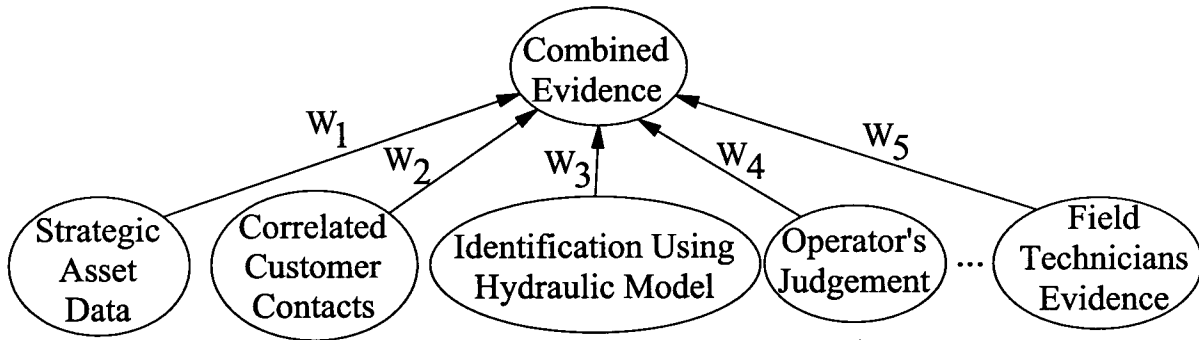 Combined
Evidence
W1
W2
W3
W4
W5
Strategic
Asset
Data
Correlated
Customer
Contacts
Identification Using
Hydraulic Model
Operator's
Judgement
...
Field
Technicians
Evidence